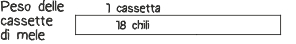 Peso delle
cassette
di mele
1 cassetta
18 chili